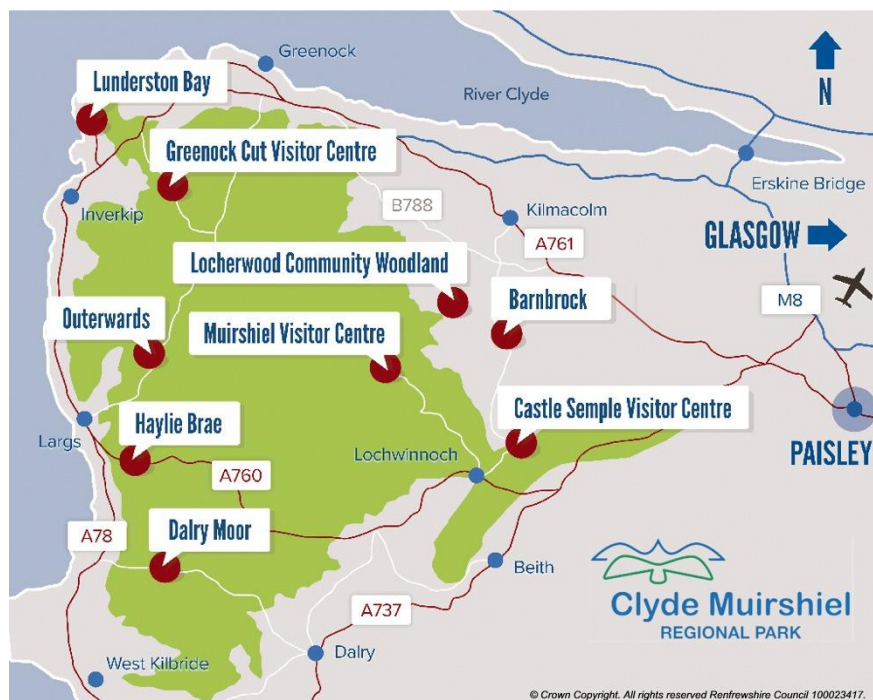 Greenock
Lunderston Bay
River Clyde
N
Greenock Cut Visitor Centre
Erskine Bridge
Inverkip
B788
Kilmacolm
GLASGOW
A761
Locherwood Community Woodland
Barnbrock
M8
Outerwards
Muirshiel Visitor Centre
Castle Semple Visitor Centre
Haylie Brae
Largs
Lochwinnoch
PAISLEY
A760
A78
Dalry Moor
Beith
Clyde Muirshiel
REGIONAL PARK
A737
West Kilbride
Dalry
© Crown Copyright. All rights reserved Renfrewshire Council 100023417.